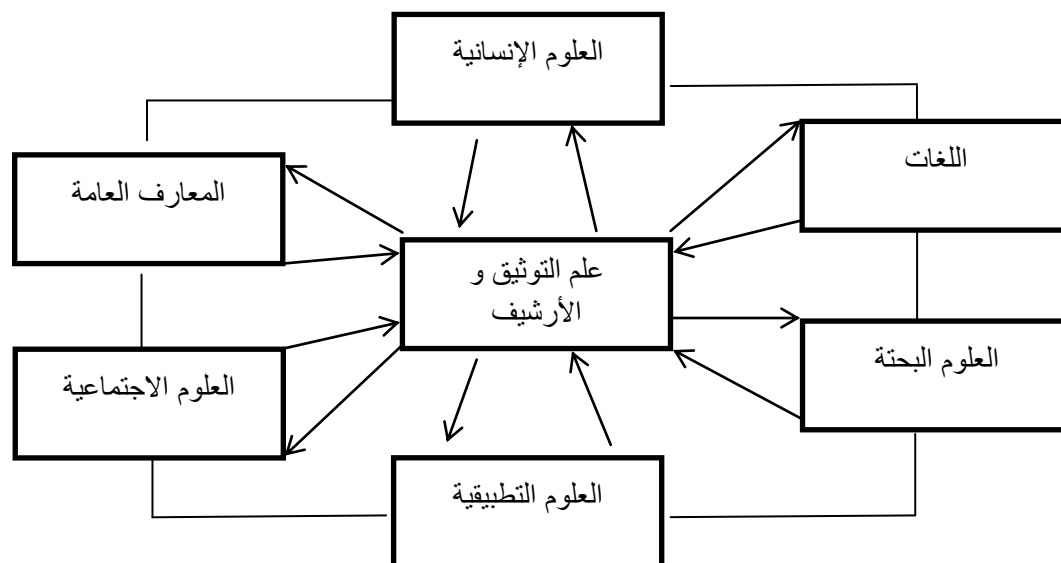 العلوم الإنسانية
اللغات
المعارف العامة
علم التوثيق و
الأرشيف
العلوم البحتة
العلوم الاجتماعية
العلوم التطبيقية